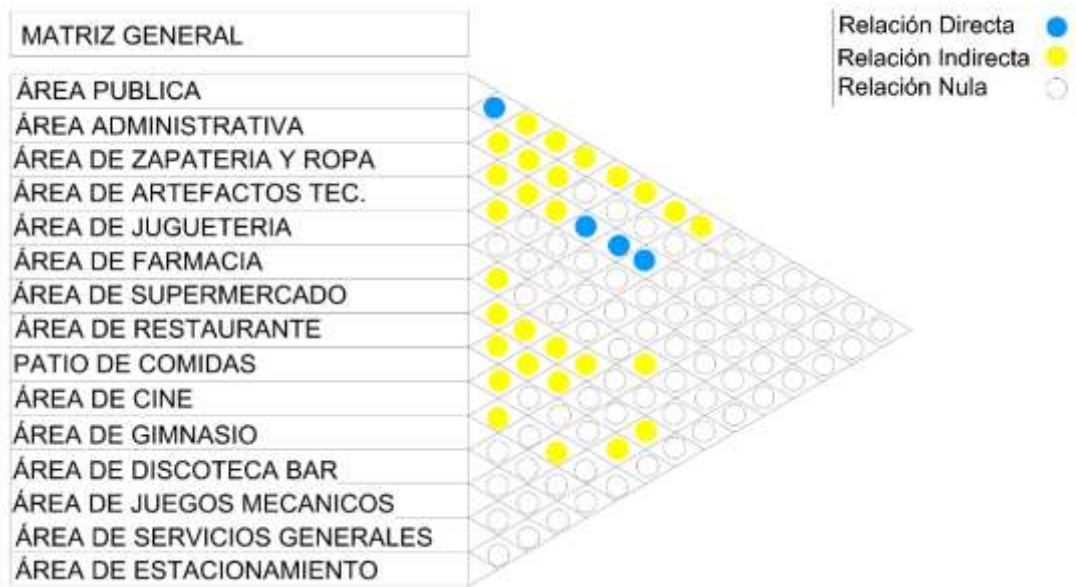 MATRIZ GENERAL
Relación Directa
Relación Indirecta
Relación Nula
ÁREA PUBLICA
ÁREA ADMINISTRATIVA
ÁREA DE ZAPATERIA Y ROPA
ÁREA DE ARTEFACTOS TEC.
ÁREA DE JUGUETERIA
ÁREA DE FARMACIA
ÁREA DE SUPERMERCADO
ÁREA DE RESTAURANTE
PATIO DE COMIDAS
ÁREA DE CINE
ÁREA DE GIMNASIO
ÁREA DE DISCOTECA BAR
ÁREA DE JUEGOS MECANICOS
ÁREA DE SERVICIOS GENERALES
ÁREA DE ESTACIONAMIENTO